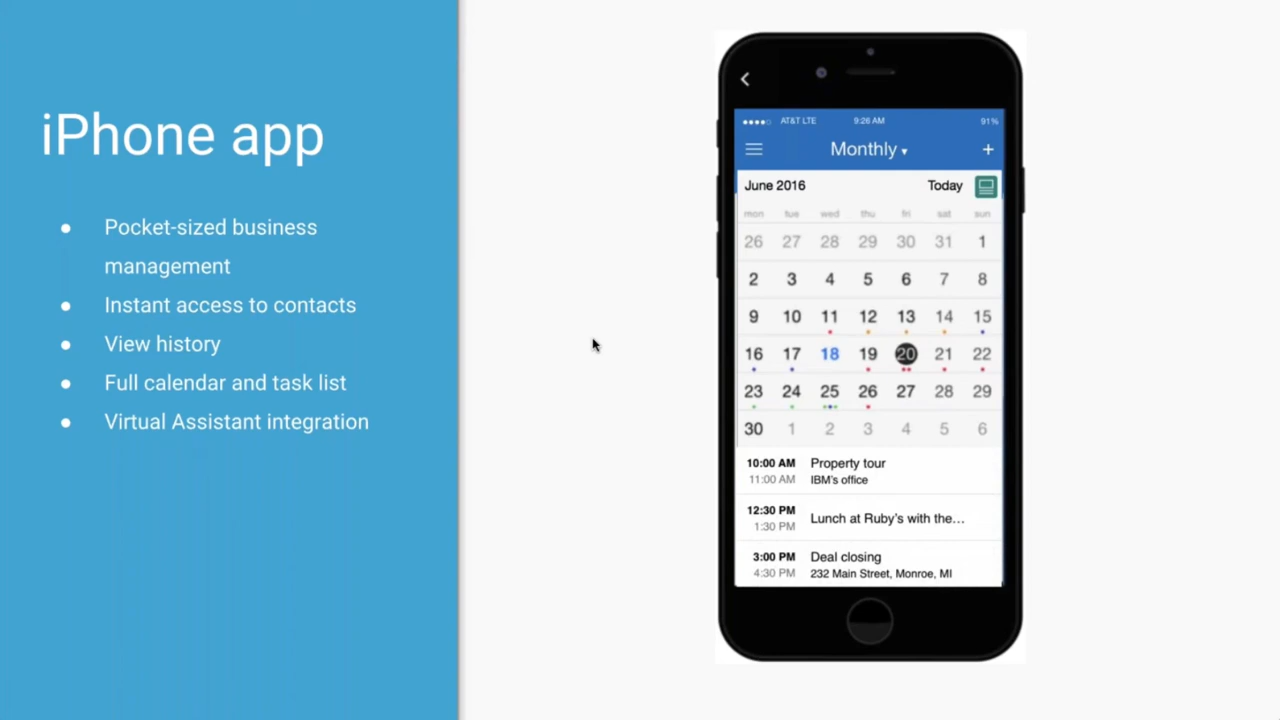 iPhone app
● Pocket-sized business
management
● Instant access to contacts
● View history
● Full calendar and task list
● Virtual Assistant integration
AT&T LTE 9:26 AM 91%
Monthly ▾ +
June 2016 Today
mon tue wed thu fri sat sun
26 27 28 29 30 31 1
2 3 4 5 6 7 8
9 10 11 12 13 14 15
16 17 18 19 20 21 22
23 24 25 26 27 28 29
30 1 2 3 4 5 6
10:00 AM Property tour
11:00 AM IBM's office
12:30 PM
Lunch at Ruby's with the...
1:30 PM
3:00 PM Deal closing
4:30 PM 232 Main Street, Monroe, MI